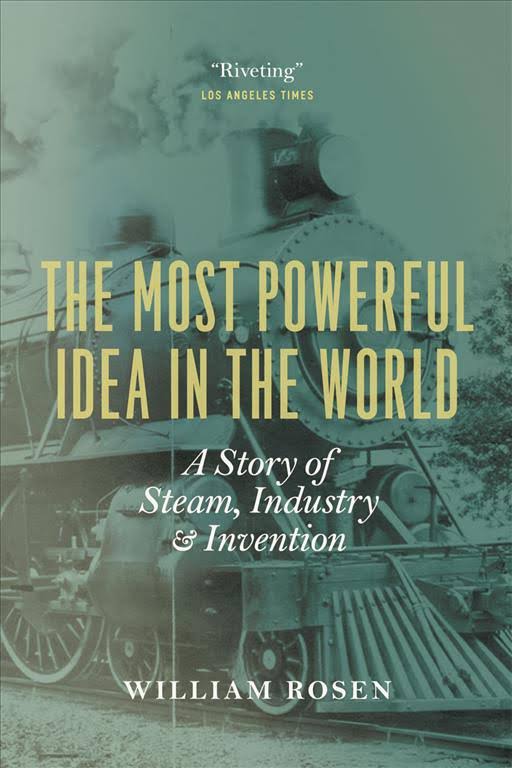 “Riveting”
LOS ANGELES TIMES
THE MOST POWERFUL
IDEA IN THE WORLD
A Story of
Steam, Industry
& Invention
WILLIAM ROSEN